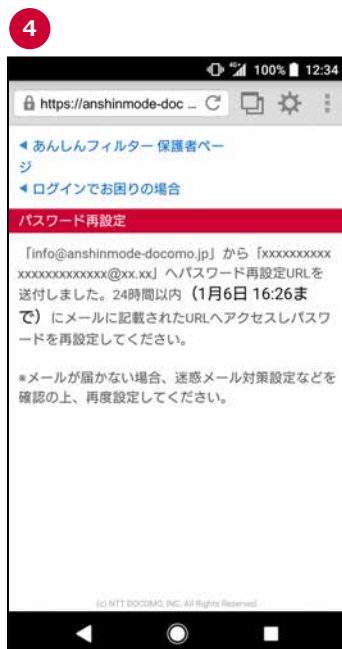 4
4G 100% 12:34
https://anshinmode-doc ...
◀ あんしんフィルター 保護者ペー
ジ
◀ ログインでお困りの場合
パスワード再設定
「info@anshinmode-docomo.jp」から「xxxxxxxxxx
xxxxxxxxxxxxx@xx.xx」へパスワード再設定URLを
送付しました。24時間以内（1月6日 16:26ま
で）にメールに記載されたURLへアクセスしパスワ
ードを再設定してください。
※メールが届かない場合、迷惑メール対策設定などを
確認の上、再度設定してください。
(c) NTT DOCOMO, INC. All Rights Reserved.